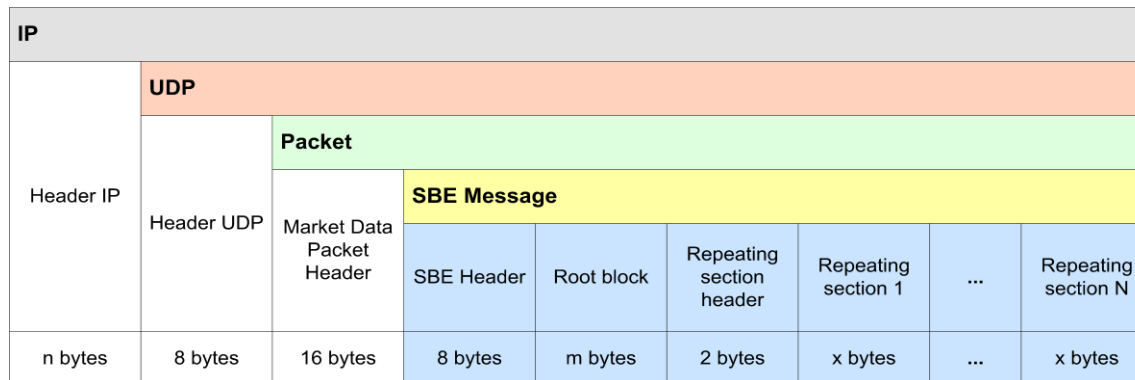 IP
UDP
Packet
SBE Message
Header IP
Header UDP
Market Data
Packet
Header
SBE Header
Root block
Repeating
section
header
Repeating
section 1
...
Repeating
section N
n bytes
8 bytes
16 bytes
8 bytes
m bytes
2 bytes
x bytes
...
x bytes